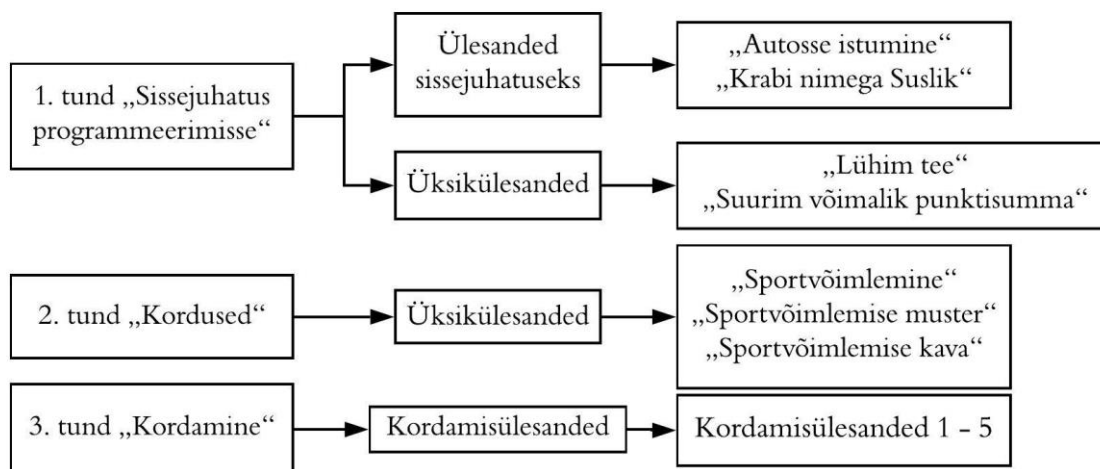 1. tund „Sissejuhatus
programmeerimisse“
Ülesanded
sissejuhatuseks
„Autosse istumine“
„Krabi nimega Suslik“
Üksikülesanded
„Lühim tee“
„Suurim võimalik punktisumma“
2. tund „Kordused“
Üksikülesanded
„Sportvõimlemine“
„Sportvõimlemise muster“
„Sportvõimlemise kava“
3. tund „Kordamine“
Kordamisülesanded
Kordamisülesanded 1 - 5